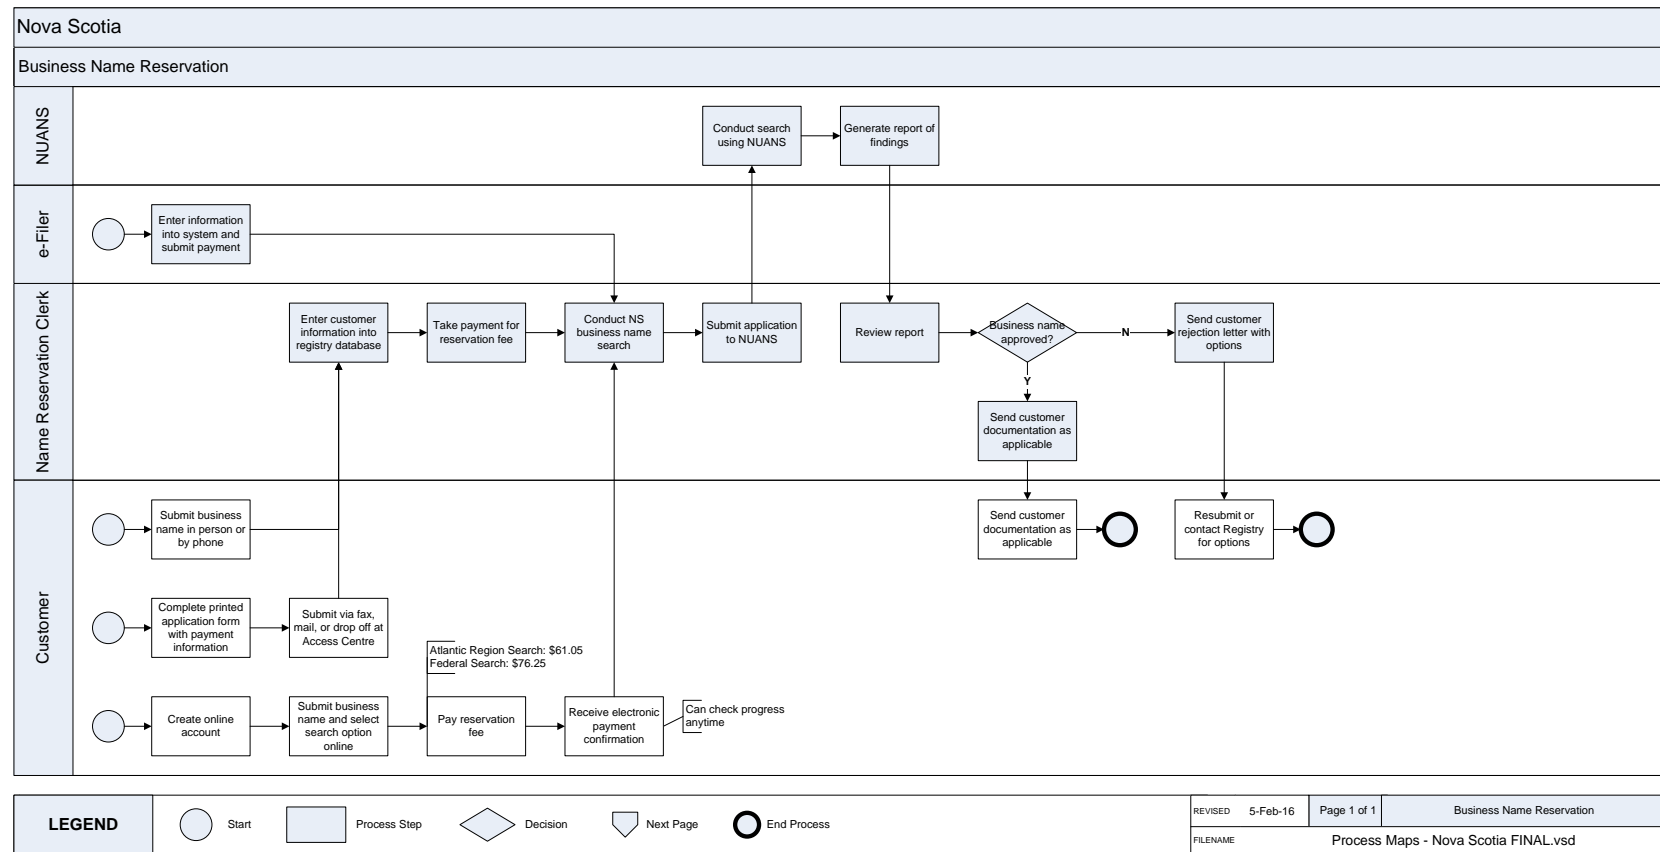 Nova Scotia
Business Name Reservation
NUANS
Conduct search
using NUANS
Generate report of
findings
e-Filer
Enter information
into system and
submit payment
Name Reservation Clerk
Enter customer
information into
registry database
Take payment for
reservation fee
Conduct NS
business name
search
Submit application
to NUANS
Review report
Business name
approved?
N
Send customer
rejection letter with
options
Y
Send customer
documentation as
applicable
Customer
Submit business
name in person or
by phone
Send customer
documentation as
applicable
Resubmit or
contact Registry
for options
Complete printed
application form
with payment
information
Submit via fax,
mail, or drop off at
Access Centre
Atlantic Region Search: $61.05
Federal Search: $76.25
Create online
account
Submit business
name and select
search option
online
Pay reservation
fee
Receive electronic
payment
confirmation
Can check progress
anytime
LEGEND
Start
Process Step
Decision
Next Page
End Process
REVISED 5-Feb-16
Page 1 of 1
Business Name Reservation
FILENAME
Process Maps - Nova Scotia FINAL.vsd